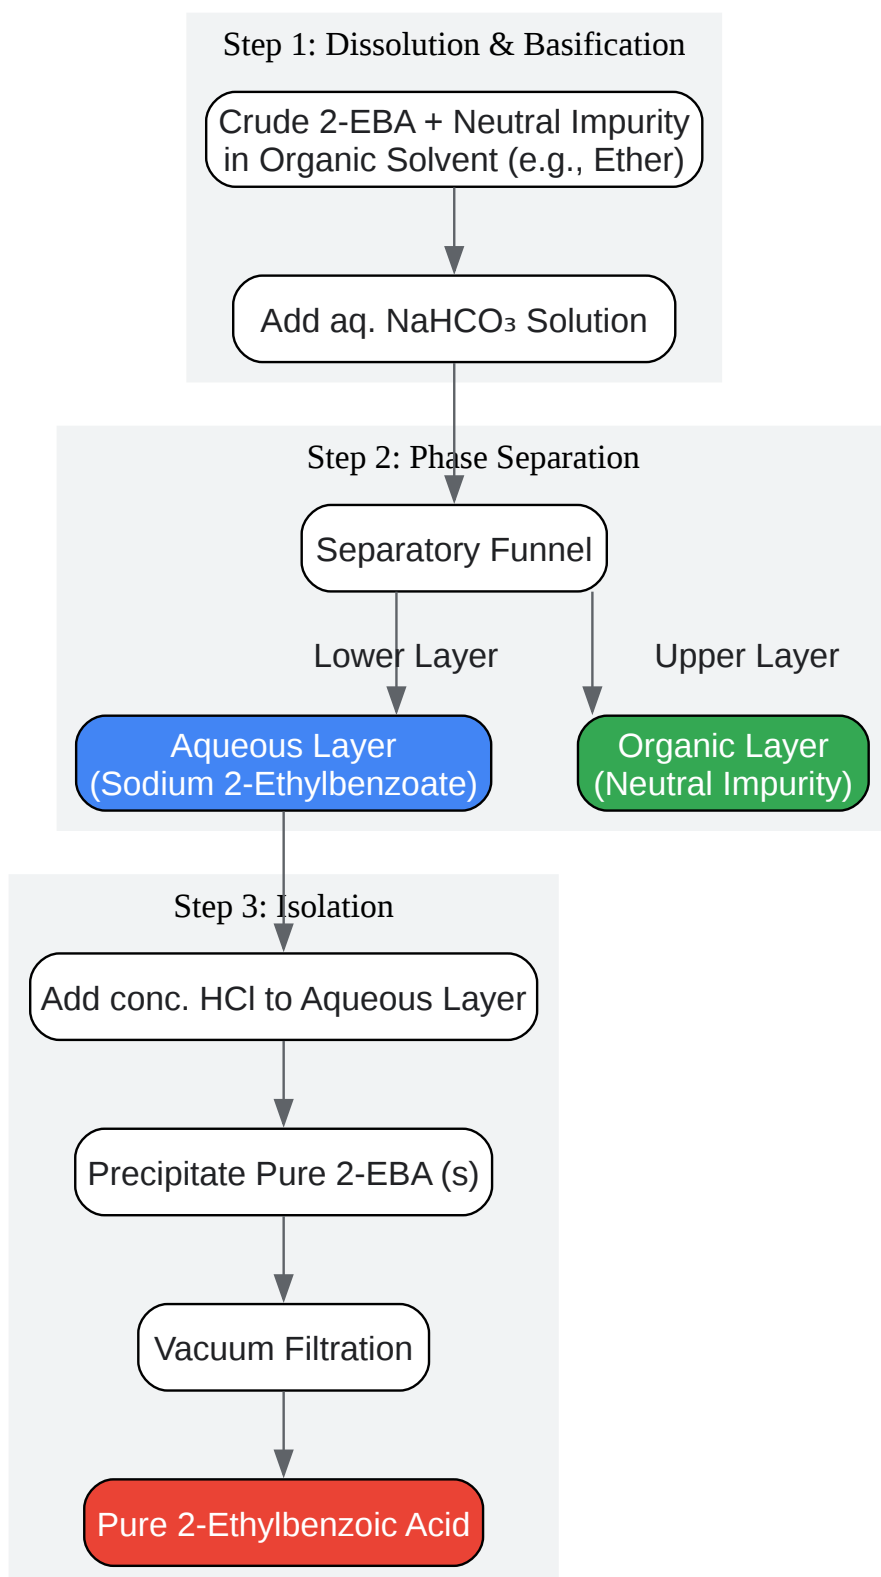 Step 1: Dissolution & Basification
Crude 2-EBA + Neutral Impurity
in Organic Solvent (e.g., Ether)
Add aq. NaHCO₃ Solution
Step 2: Phase Separation
Separatory Funnel
Lower Layer
Upper Layer
Aqueous Layer
(Sodium 2-Ethylbenzoate)
Organic Layer
(Neutral Impurity)
Step 3: Isolation
Add conc. HCl to Aqueous Layer
Precipitate Pure 2-EBA (s)
Vacuum Filtration
Pure 2-Ethylbenzoic Acid